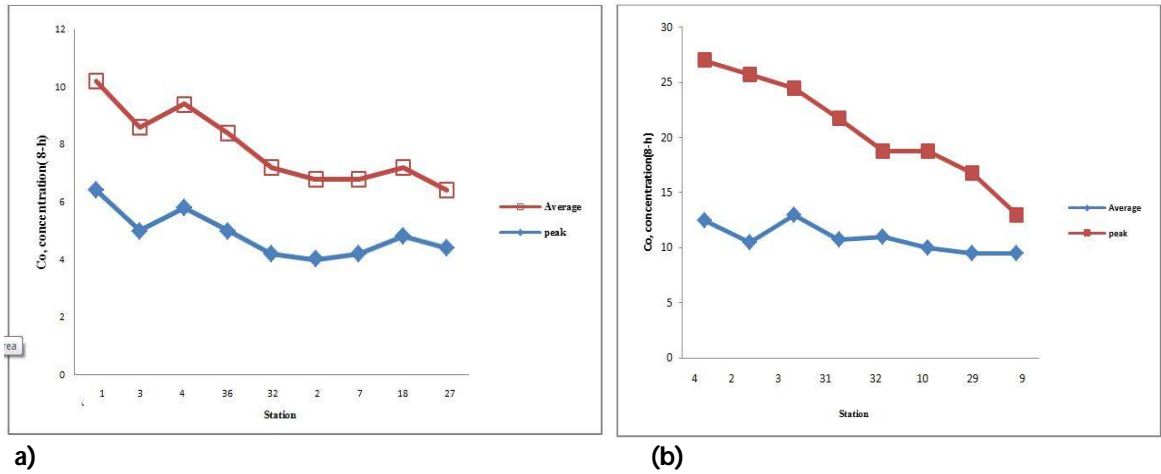 12
10
8
6
4
2
0
Co, concentration( 8-h)
1 3 4 36 32 2 7 18 27
Station
Average
peak
rea
30
25
20
15
10
5
0
Co, concentration(8-h)
4 2 3 31 32 10 29 9
Station
Average
peak
a)
(b)